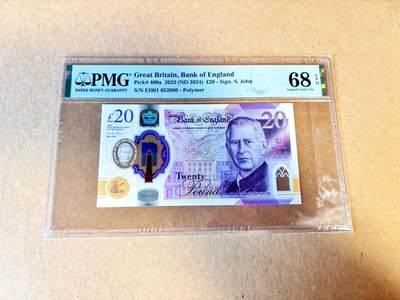 PMG
PAPER MONEY GUARANTY
Great Britain, Bank of England
Pick# 400a 2023 (ND 2024) £20 - Sign. S. John
S/N EH01 052880 - Polymer
68 EPQ
Superb Gem Unc
£20
Bank of England
20
Twenty
Pounds